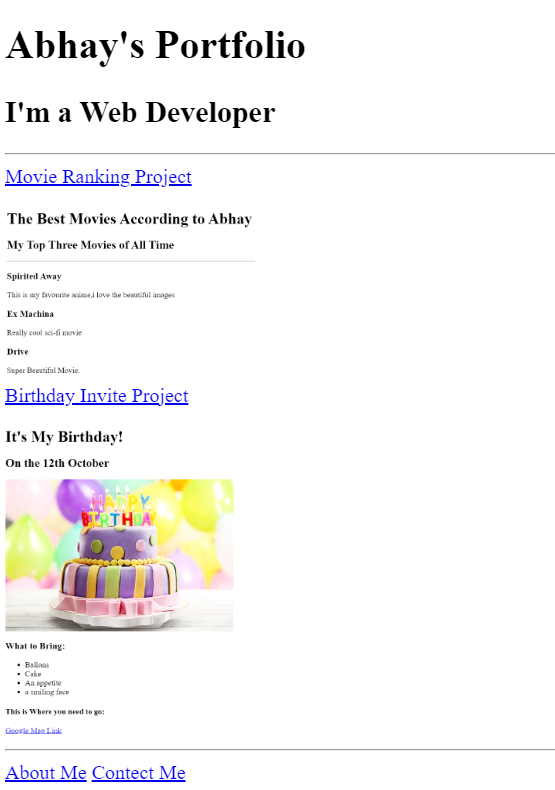 Abhay's Portfolio
I'm a Web Developer
Movie Ranking Project
The Best Movies According to Abhay
My Top Three Movies of All Time
Spirited Away
This is my favourite anime,i love the beautiful images
Ex Machina
Really cool sci-fi movie
Drive
Super Beautiful Movie.
Birthday Invite Project
It's My Birthday!
On the 12th October
HAPPY
BIRTHDAY
What to Bring:
Ballons
Cake
An appetite
a smiling face
This is Where you need to go:
Google Map Link
About Me Contect Me